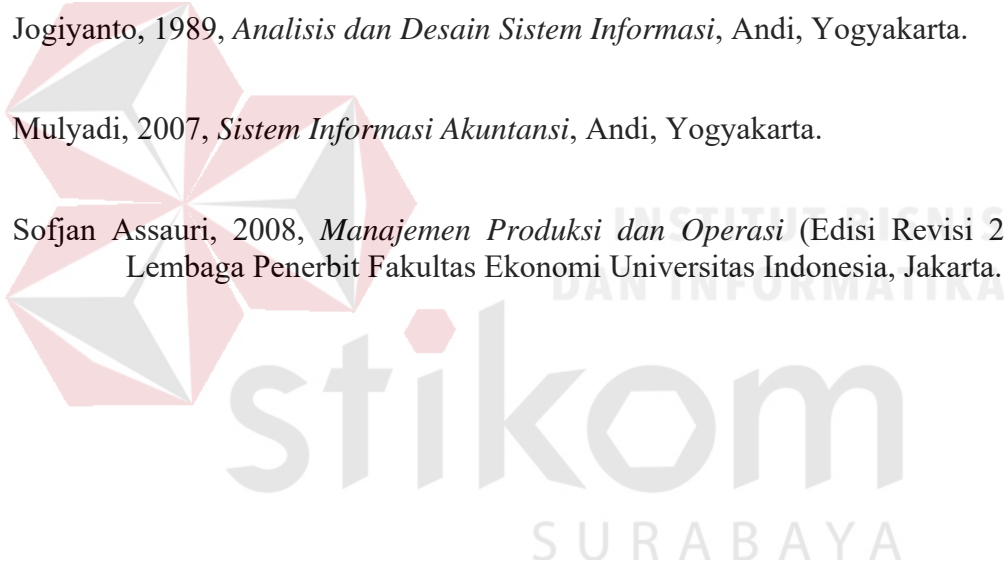 Jogiyanto, 1989, Analisis dan Desain Sistem Informasi, Andi, Yogyakarta.
Mulyadi, 2007, Sistem Informasi Akuntansi, Andi, Yogyakarta.
Sofjan Assauri, 2008, Manajemen Produksi dan Operasi (Edisi Revisi 2
Lembaga Penerbit Fakultas Ekonomi Universitas Indonesia, Jakarta.
INSTITUT BISNIS
DAN INFORMATIKA
stikom
SURABAYA